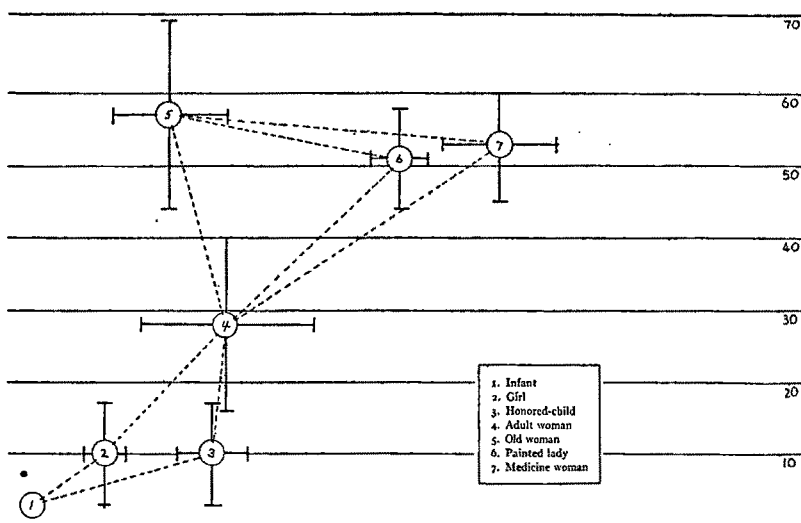 70
60
5
7
6
50
40
30
4
20
1. Infant
2. Girl
3. Honored-child
4. Adult woman
5. Old woman
6. Painted lady
7. Medicine woman
2
3
10
1